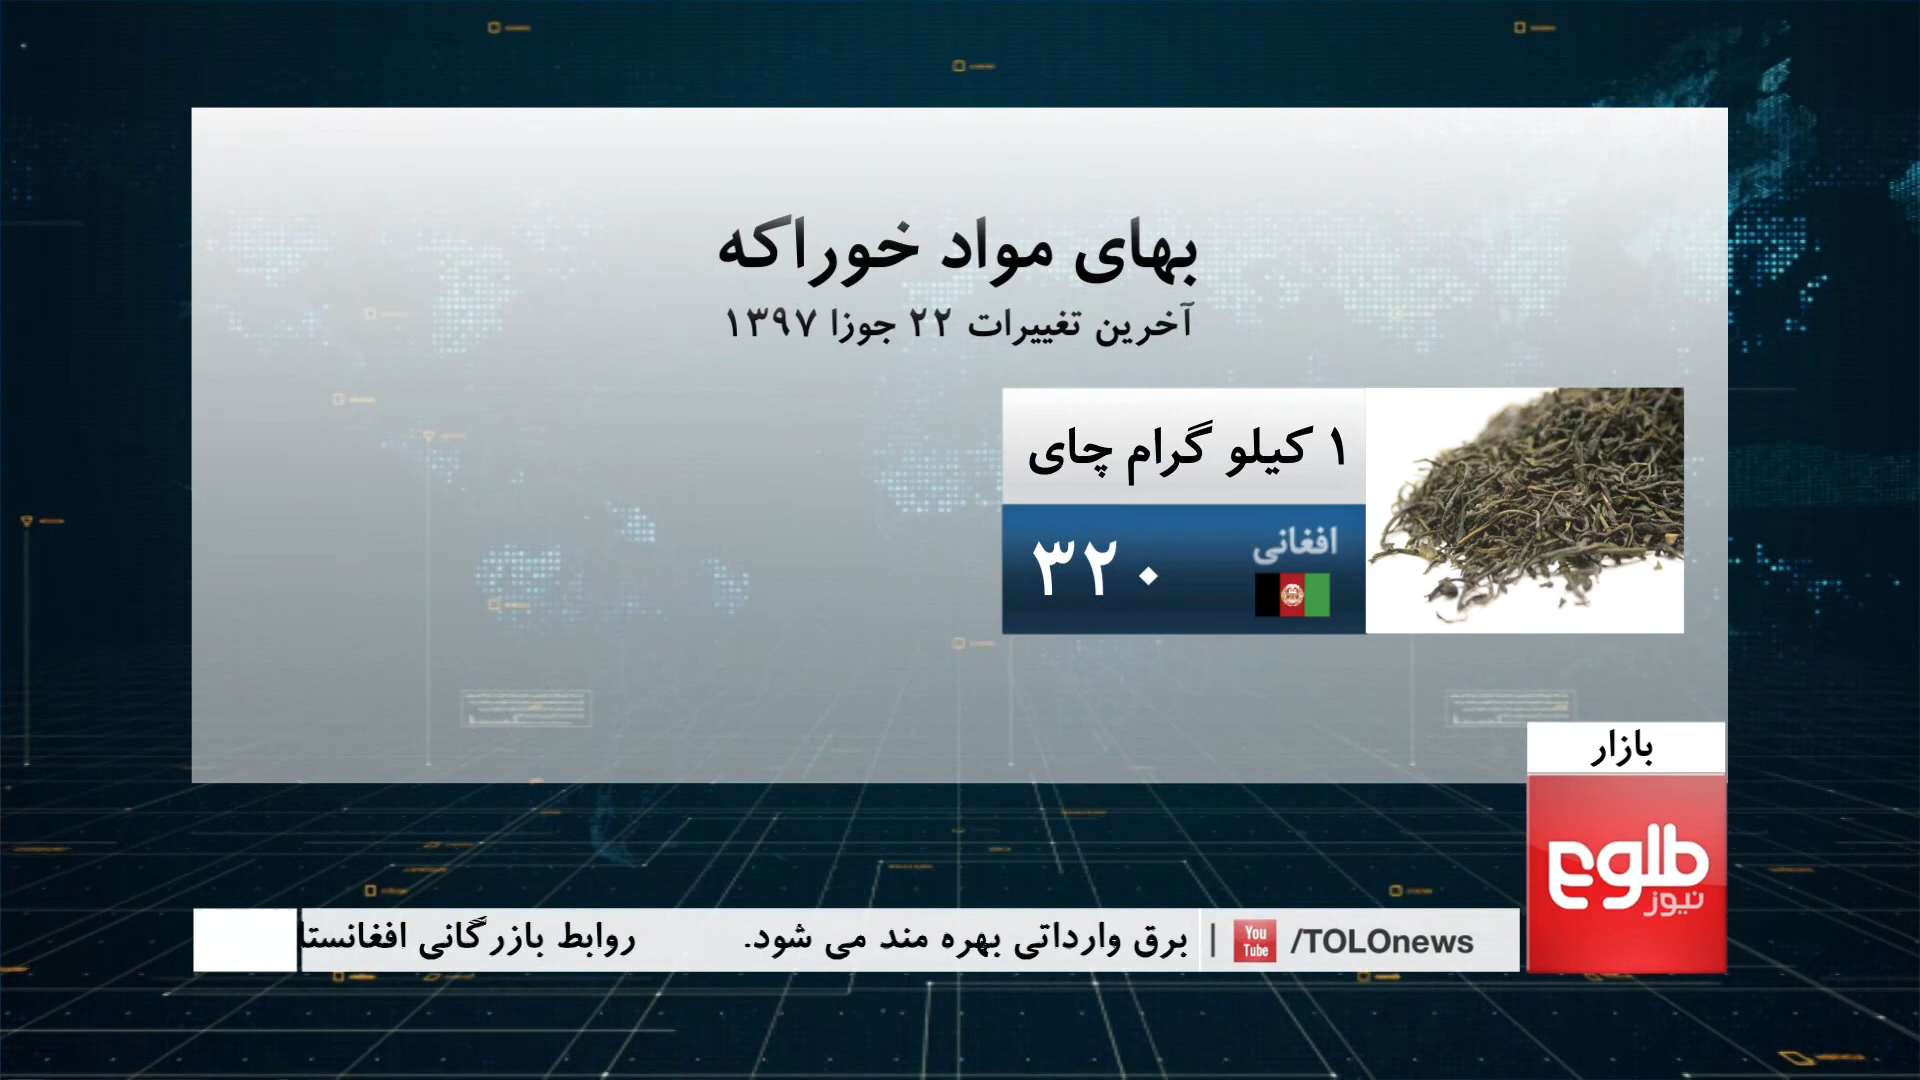 بهای مواد خوراکه
آخرین تغییرات ۲۲ جوزا ۱۳۹۷
۱ کیلو گرام چای
افغانی
۳۲۰
بازار
طلوع
نیوز
You Tube /TOLOnews |
برق وارداتی بهره مند می شود. روابط بازرگانی افغانستا